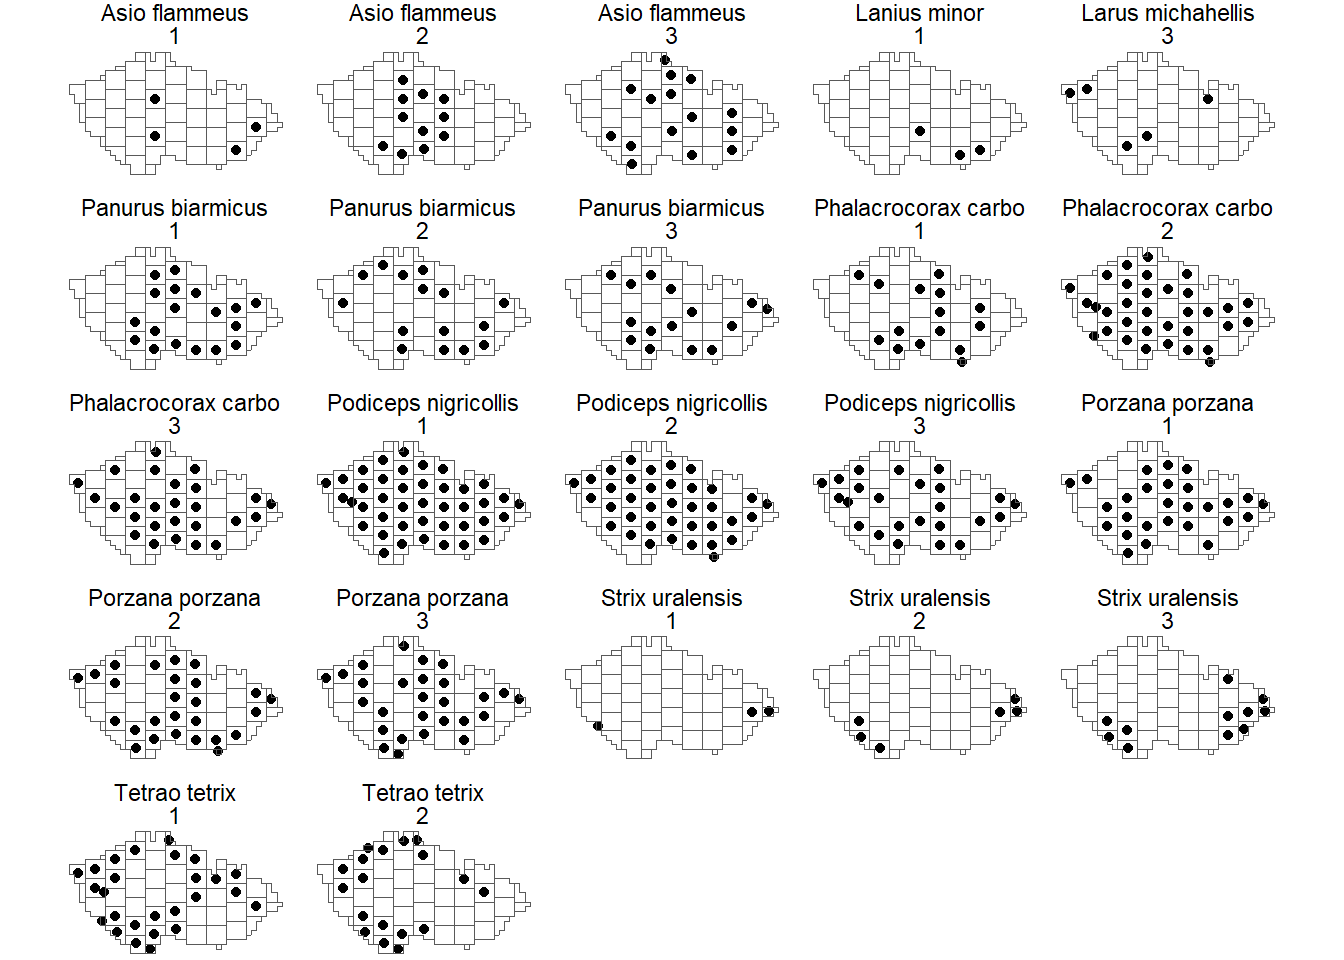 Asio flammeus
1
Asio flammeus
2
Asio flammeus
3
Lanius minor
1
Larus michahellis
3
Panurus biarmicus
1
Panurus biarmicus
2
Panurus biarmicus
3
Phalacrocorax carbo
1
Phalacrocorax carbo
2
Phalacrocorax carbo
3
Podiceps nigricollis
1
Podiceps nigricollis
2
Podiceps nigricollis
3
Porzana porzana
1
Porzana porzana
2
Porzana porzana
3
Strix uralensis
1
Strix uralensis
2
Strix uralensis
3
Tetrao tetrix
1
Tetrao tetrix
2